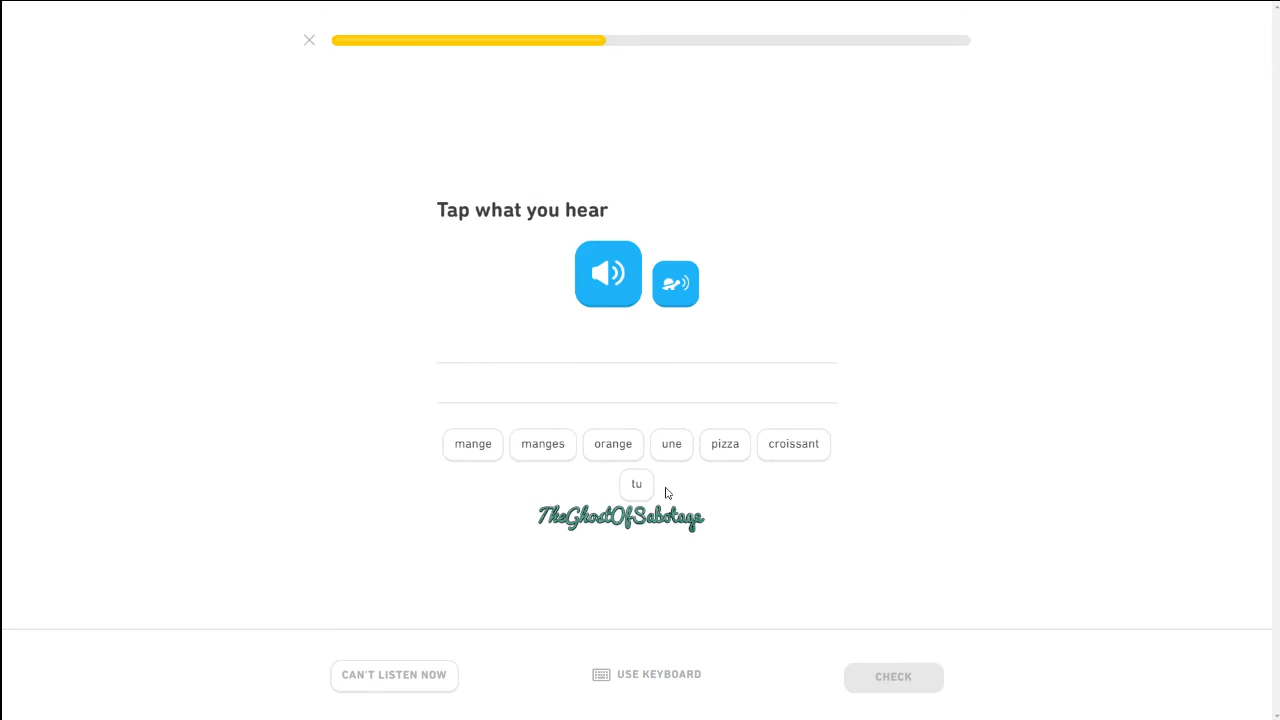 Tap what you hear
mange manges orange une pizza croissant
tu
TheGhostOfSabotage
CAN'T LISTEN NOW USE KEYBOARD CHECK